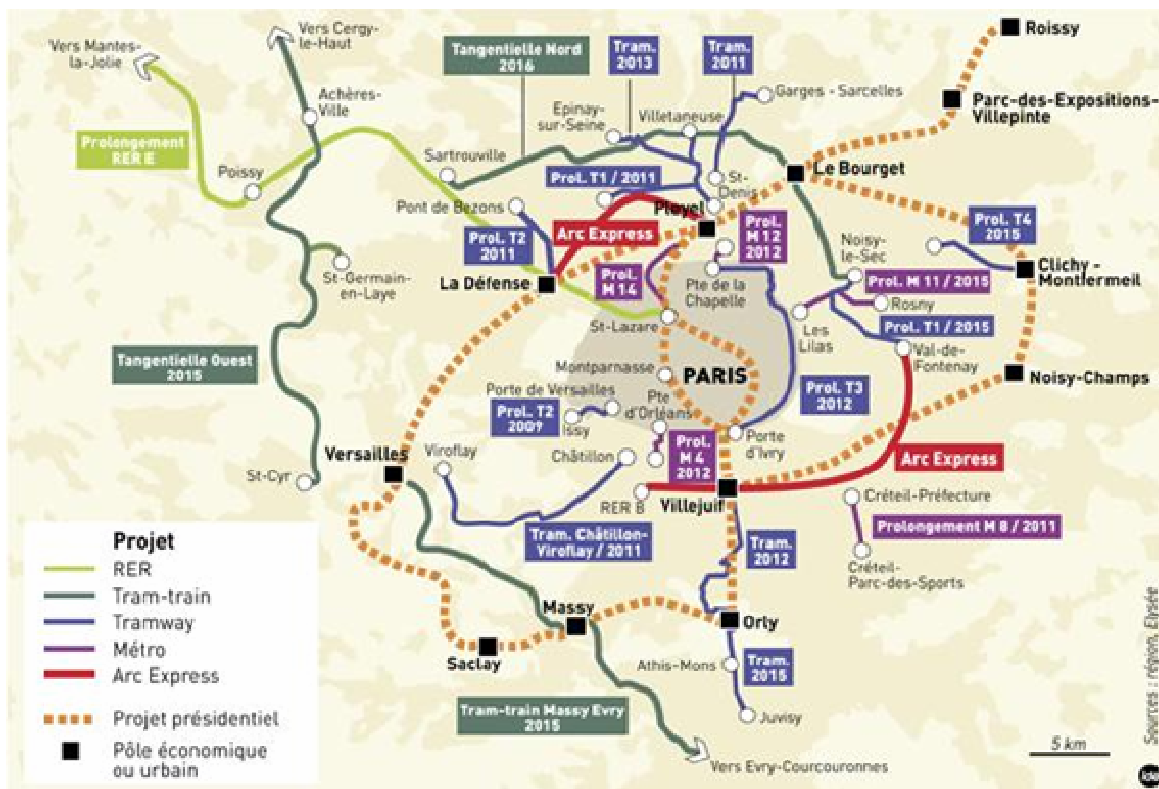 Vers Mantes-
la-Jolie
Vers Cergy-
le-Haut
Tangentielle Nord
2016
Tram.
2013
Tram.
2011
Roissy
Parc-des-Expositions-
Villepinte
Garges - Sarcelles
Achères-
Ville
Epinay-
sur-Seine
Villetaneuse
Prolongement
RER E
Poissy
Sartrouville
Le Bourget
Prol. T1 / 2011
St-
Denis
Pont de Bezons
Pleyel
Arc Express
Prol. T2
2011
Prol.
M 12
2012
Prol. T4
2015
Noisy-
le-Sec
Clichy -
Montfermeil
St-Germain-
en-Laye
La Défense
Prol.
M 14
Pte de la
Chapelle
Prol. M 11 / 2015
Rosny
St-Lazare
Les
Lilas
Prol. T1 / 2015
Val-de-
Fontenay
Tangentielle Ouest
2015
Montparnasse
PARIS
Noisy-Champs
Porte de Versailles
Prol. T2
2009
Issy
Pte
d'Orléans
Prol. T3
2012
Porte
d'Ivry
Prol.
M 4
2012
Versailles
Viroflay
Châtillon
St-Cyr
Arc Express
RER B
Villejuif
Créteil-Préfecture
Prolongement M 8 / 2011
Créteil-
Parc-des-Sports
Tram. Châtillon-
Viroflay / 2011
Tram.
2012
Massy
Orly
Saclay
Athis-Mons
Tram.
2015
Juvisy
Tram-train Massy Evry
2015
Vers Evry-Courcouronnes
Projet
RER
Tram-train
Tramway
Métro
Arc Express
Projet présidentiel
Pôle économique
ou urbain
5 km
Sources : région, Elysée
idé